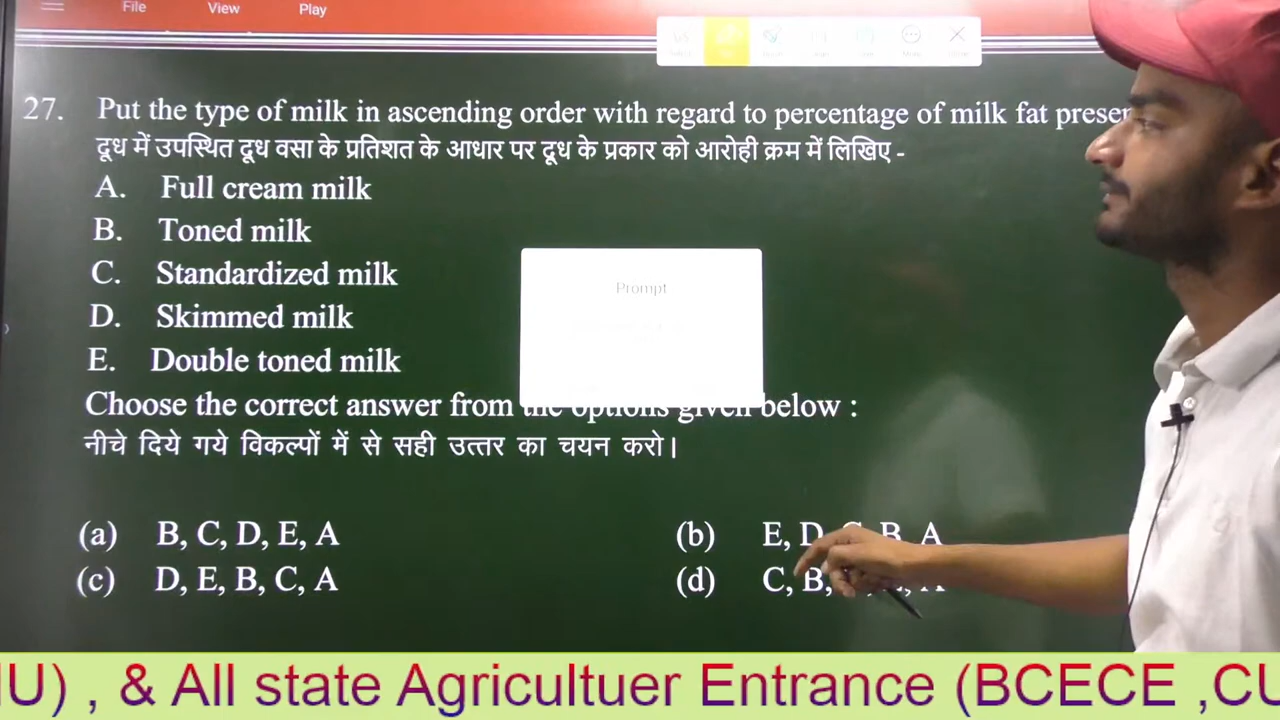 File View Play
27. Put the type of milk in ascending order with regard to percentage of milk fat
दूध में उपस्थित दूध वसा के प्रतिशत के आधार पर दूध के प्रकार को आरोही क्रम में लिखिए -
A. Full cream milk
B. Toned milk
C. Standardized milk
Prompt
D. Skimmed milk
E. Double toned milk
Choose the correct answer from the options given below :
नीचे दिये गये विकल्पों में से सही उत्तर का चयन करो।
(a) B, C, D, E, A
(b) E, D, B, A
(c) D, E, B, C, A
(d) C, B,
U) , & All state Agricultuer Entrance (BCECE ,CU